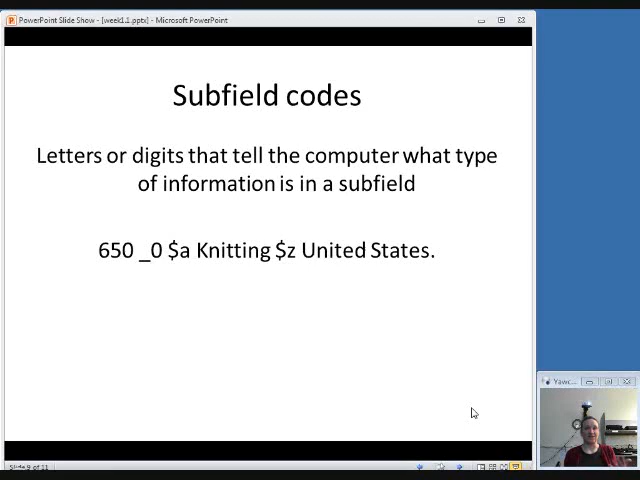 PowerPoint Slide Show - [week1.1.pptx] - Microsoft PowerPoint
Subfield codes
Letters or digits that tell the computer what type
of information is in a subfield
650 _0 $a Knitting $z United States.
Yawc...
Slide 9 of 11